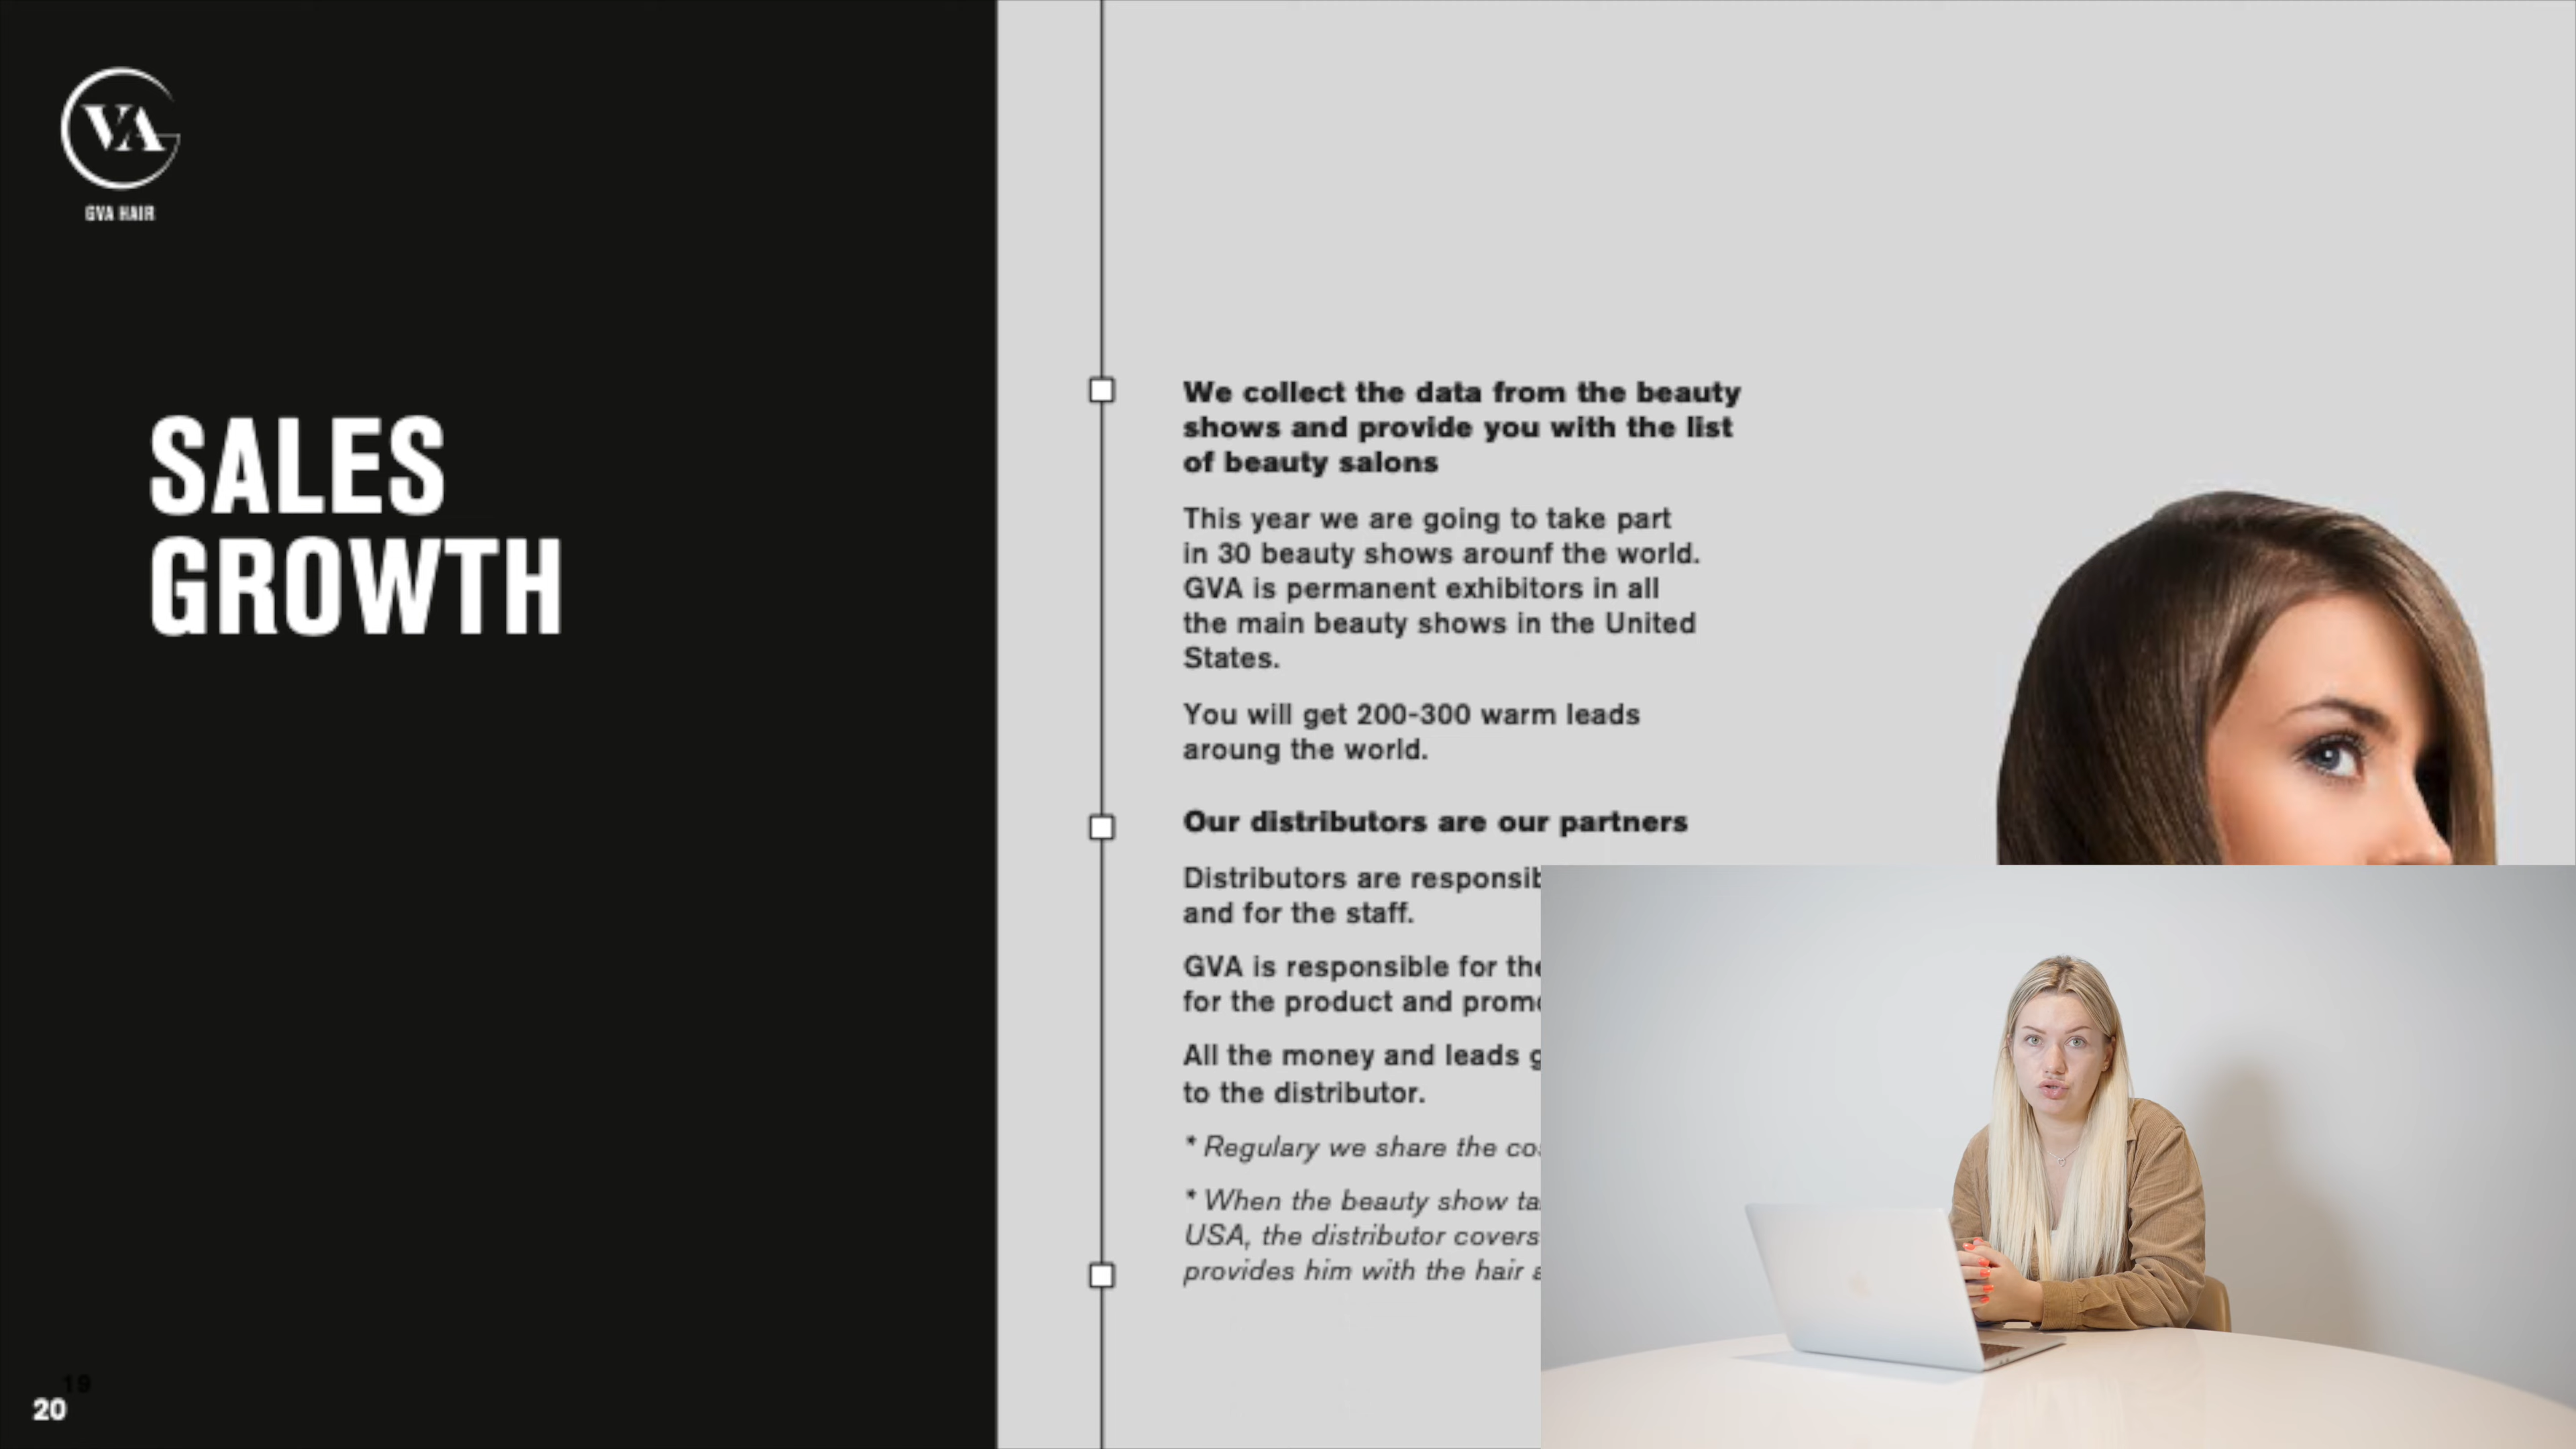 VA
GVA HAIR
SALES
GROWTH
We collect the data from the beauty
shows and provide you with the list
of beauty salons
This year we are going to take part
in 30 beauty shows arounf the world.
GVA is permanent exhibitors in all
the main beauty shows in the United
States.
You will get 200-300 warm leads
aroung the world.
Our distributors are our partners
Distributors are
and for the staff.
GVA is responsible for
for the product and
All the money and leads
to the distributor.
* Regulary we share the
* When the beauty show
USA, the distributor covers
provides him with the hair
19
20